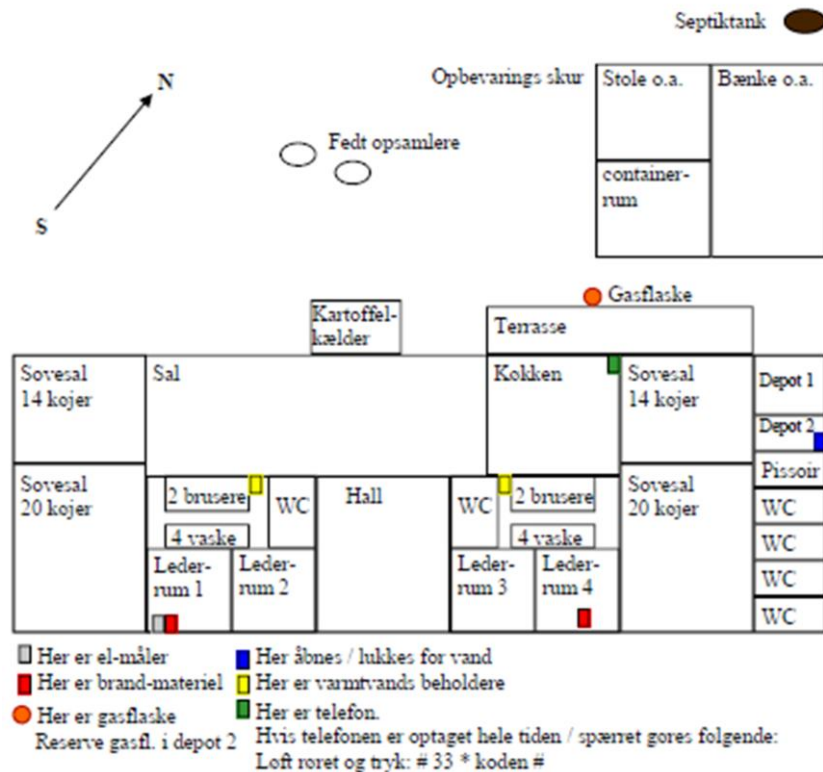 Septiktank
Opbevarings skur
Stole o.a.
Bænke o.a.
N
Fedt opsamlere
container-
rum
S
Gasflaske
Kartoffel-
kælder
Terrasse
Sovesal
14 kojer
Sal
Kokken
Sovesal
14 kojer
Depot 1
Depot 2
Pissoir
Sovesal
20 kojer
2 brusere
WC
Hall
WC
2 brusere
Sovesal
20 kojer
WC
4 vaske
4 vaske
WC
Leder-
rum 1
Leder-
rum 2
Leder-
rum 3
Leder-
rum 4
WC
WC
Her er el-måler
Her åbnes / lukkes for vand
Her er brand-materiel
Her er varmtvands beholdere
Her er gasflaske
Her er telefon.
Reserve gasfl. i depot 2
Hvis telefonen er optaget hele tiden / spærret gores folgende:
Loft roret og tryk: # 33 * koden #